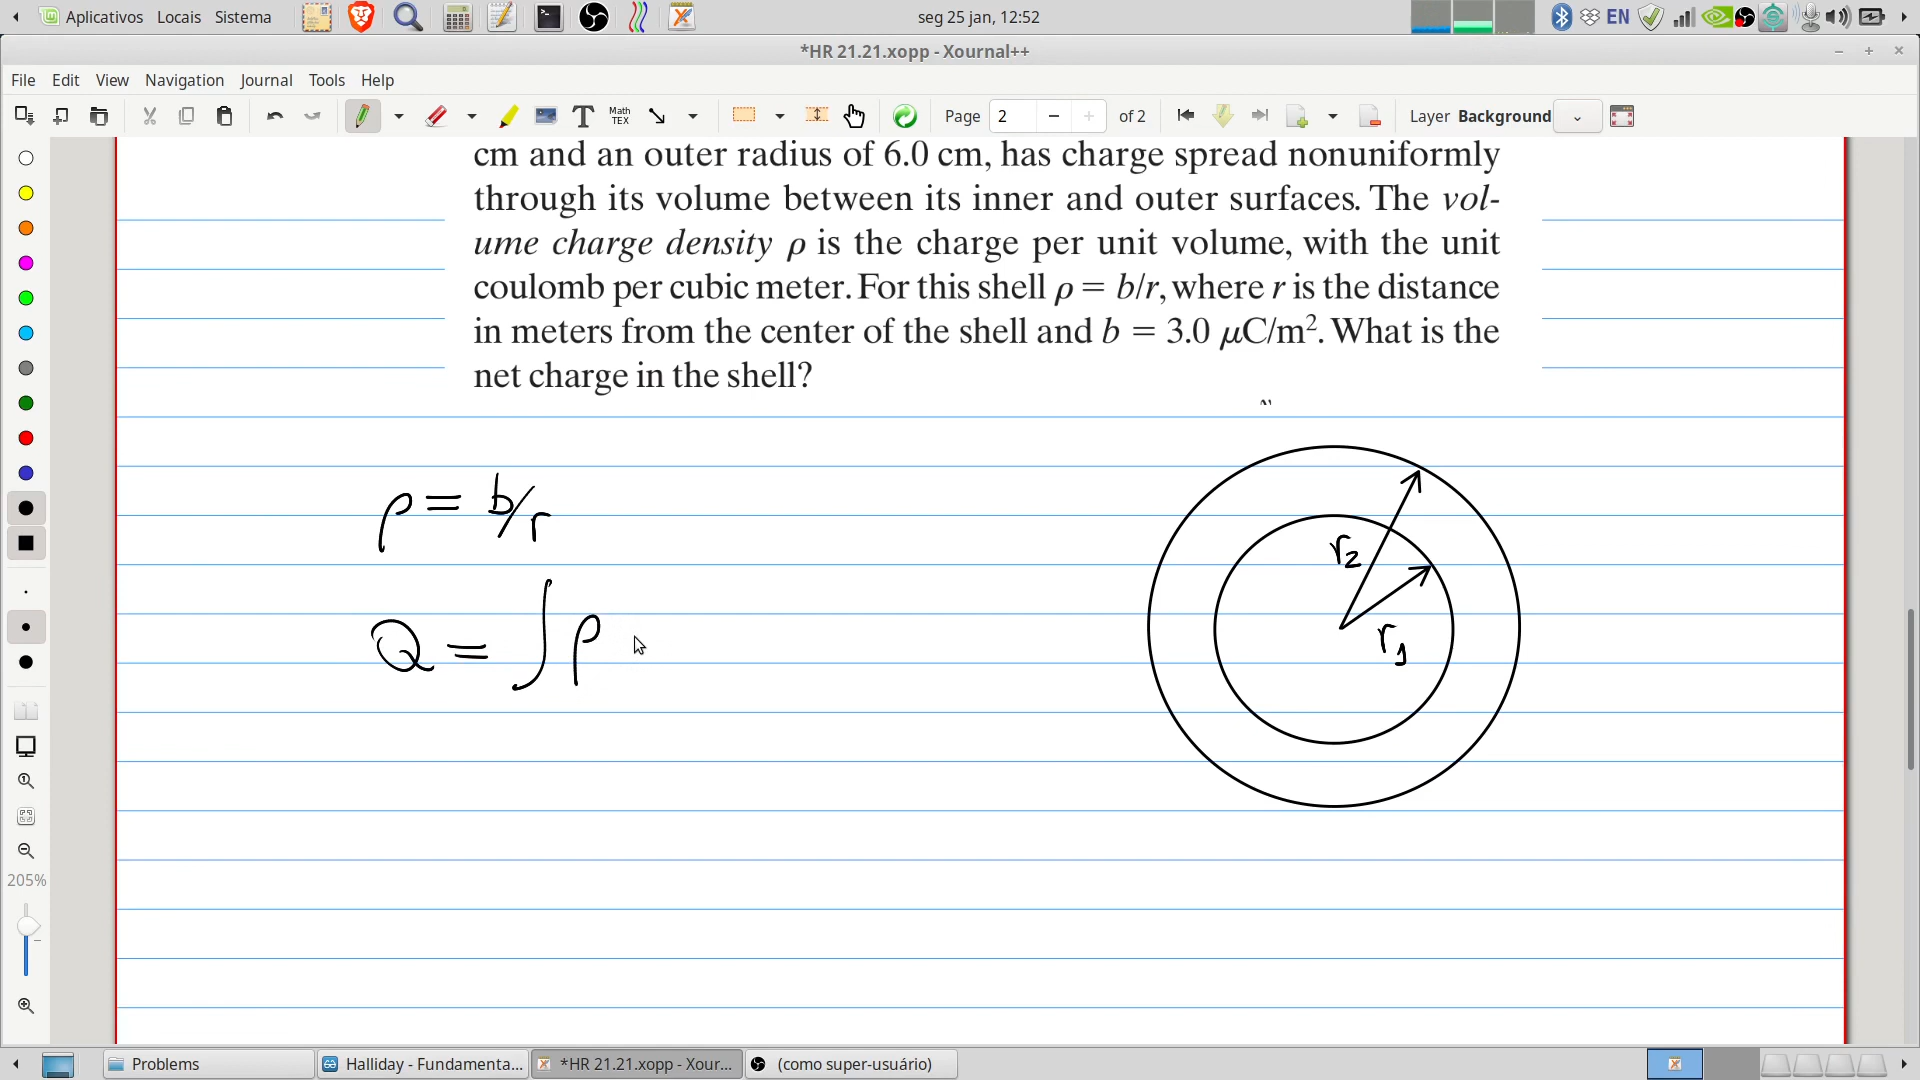 Aplicativos Locais Sistema seg 25 jan, 12:52 EN
*HR 21.21.xopp - Xournal++
File Edit View Navigation Journal Tools Help
Math TEX Page 2 of 2 Layer Background
cm and an outer radius of 6.0 cm, has charge spread nonuniformly
through its volume between its inner and outer surfaces. The vol-
ume charge density ρ is the charge per unit volume, with the unit
coulomb per cubic meter. For this shell ρ = b/r, where r is the distance
in meters from the center of the shell and b = 3.0 μC/m². What is the
net charge in the shell?
ρ = b/r
r₂
Q = ∫ρ
r₁
205%
Problems Halliday - Fundamenta... *HR 21.21.xopp - Xour... (como super-usuário)